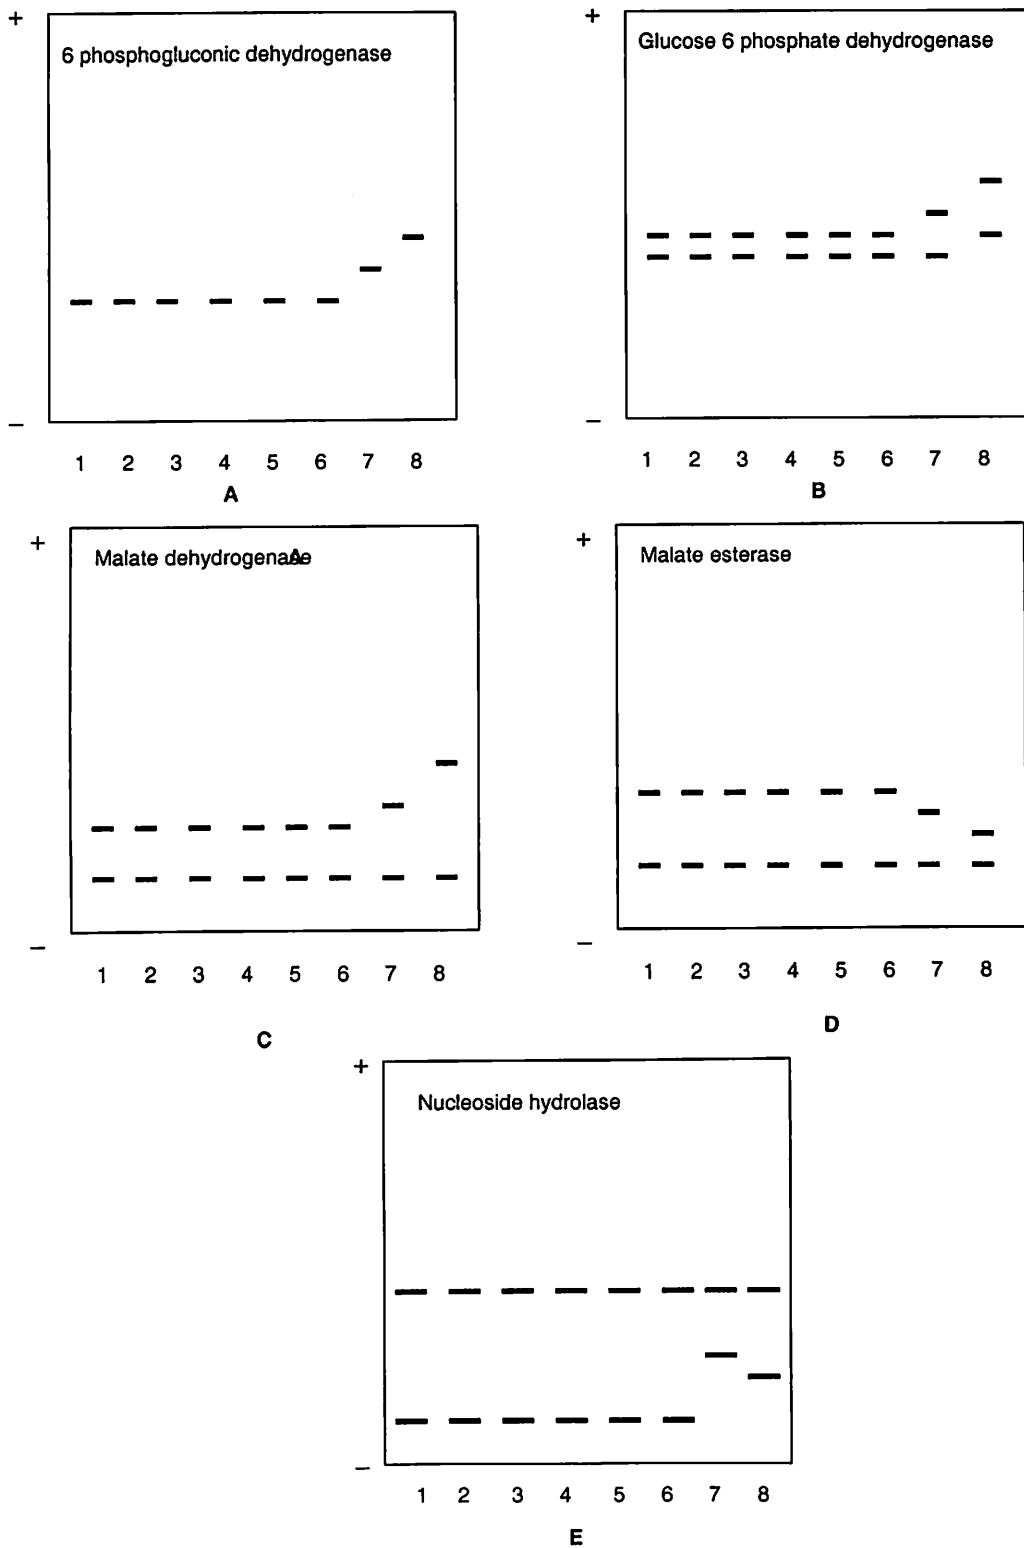 + 6 phosphogluconic dehydrogenase
−
1 2 3 4 5 6 7 8
A
+ Glucose 6 phosphate dehydrogenase
−
1 2 3 4 5 6 7 8
B
+ Malate dehydrogenase
A
−
1 2 3 4 5 6 7 8
C
+ Malate esterase
−
1 2 3 4 5 6 7 8
D
+ Nucleoside hydrolase
−
1 2 3 4 5 6 7 8
E